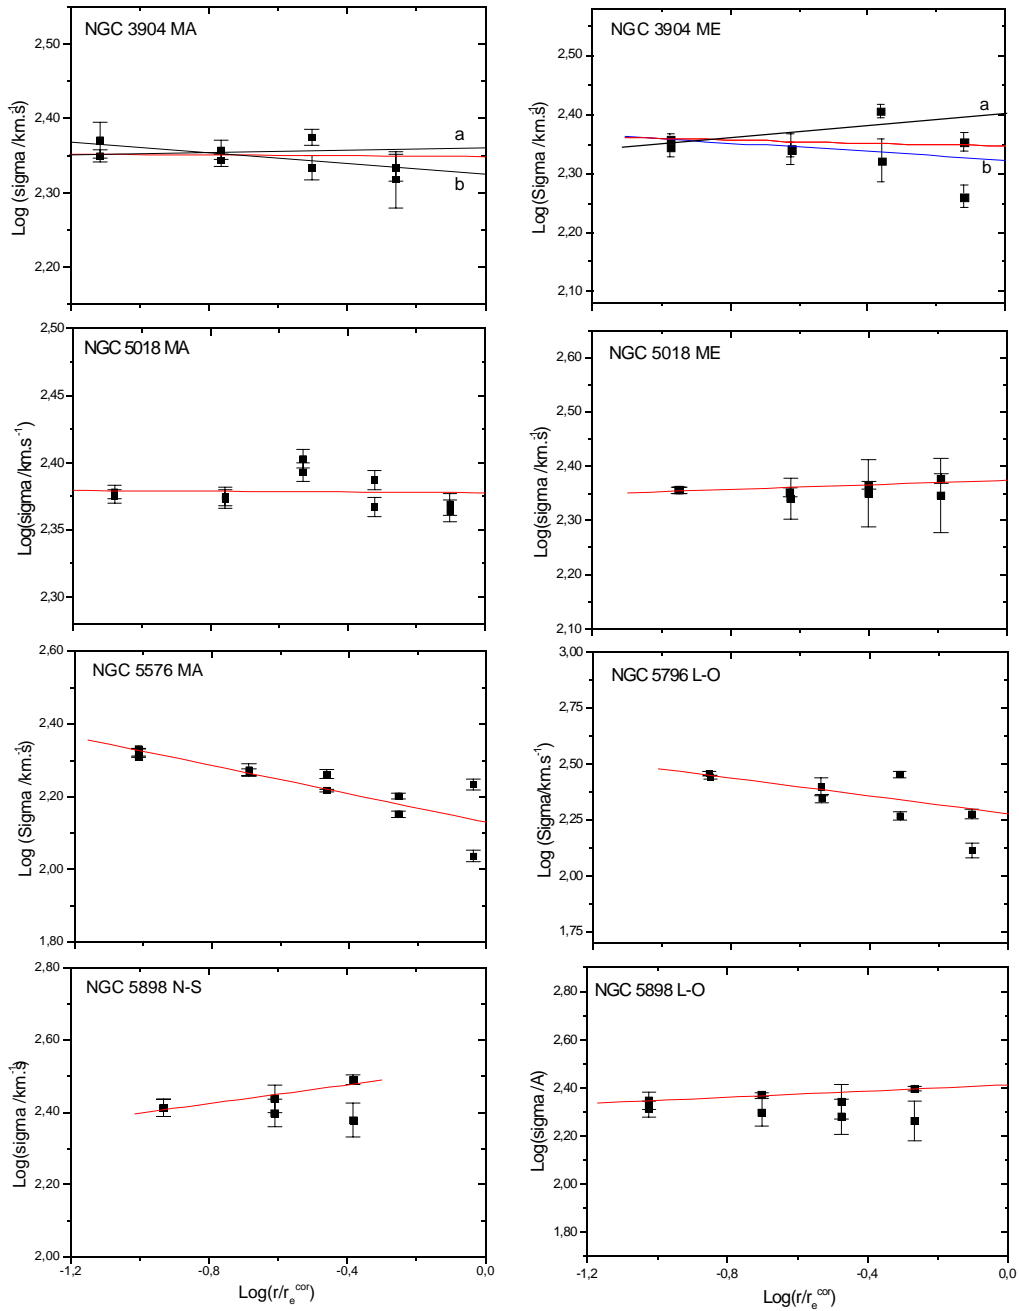 NGC 3904 MA
2,50
2,40
2,30
2,20
Log (sigma /km.s⁻¹)
a
b
NGC 3904 ME
2,50
2,40
2,30
2,20
2,10
Log(Sigma /km.s⁻¹)
a
b
NGC 5018 MA
2,50
2,45
2,40
2,35
2,30
Log(sigma /km.s⁻¹)
NGC 5018 ME
2,60
2,50
2,40
2,30
2,20
2,10
Log(sigma /km.s⁻¹)
NGC 5576 MA
2,60
2,40
2,20
2,00
1,80
Log (Sigma /km.s⁻¹)
NGC 5796 L-O
3,00
2,75
2,50
2,25
2,00
1,75
Log (Sigma/km.s⁻¹)
NGC 5898 N-S
2,80
2,60
2,40
2,20
2,00
Log(sigma /km.s¹)
-1,2
-0,8
-0,4
0,0
Log(r/rₑᶜᵒʳ)
NGC 5898 L-O
2,80
2,60
2,40
2,20
2,00
1,80
Log(sigma /A)
-1,2
-0,8
-0,4
0,0
Log(r/rₑᶜᵒʳ)